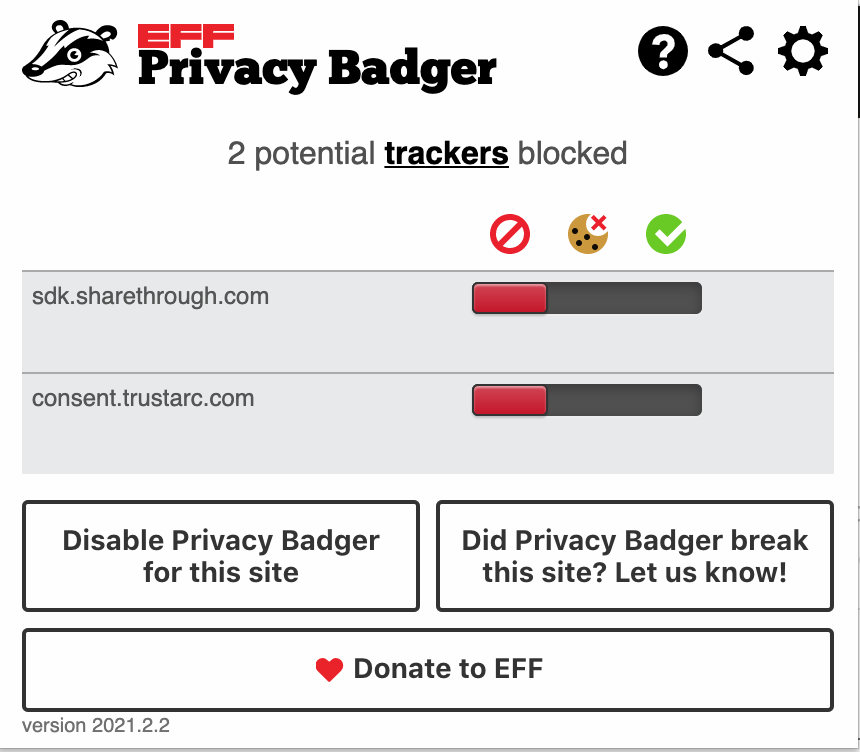 EFF
Privacy Badger
2 potential trackers blocked
sdk.sharethrough.com
consent.trustarc.com
Disable Privacy Badger
for this site
Did Privacy Badger break
this site? Let us know!
Donate to EFF
version 2021.2.2